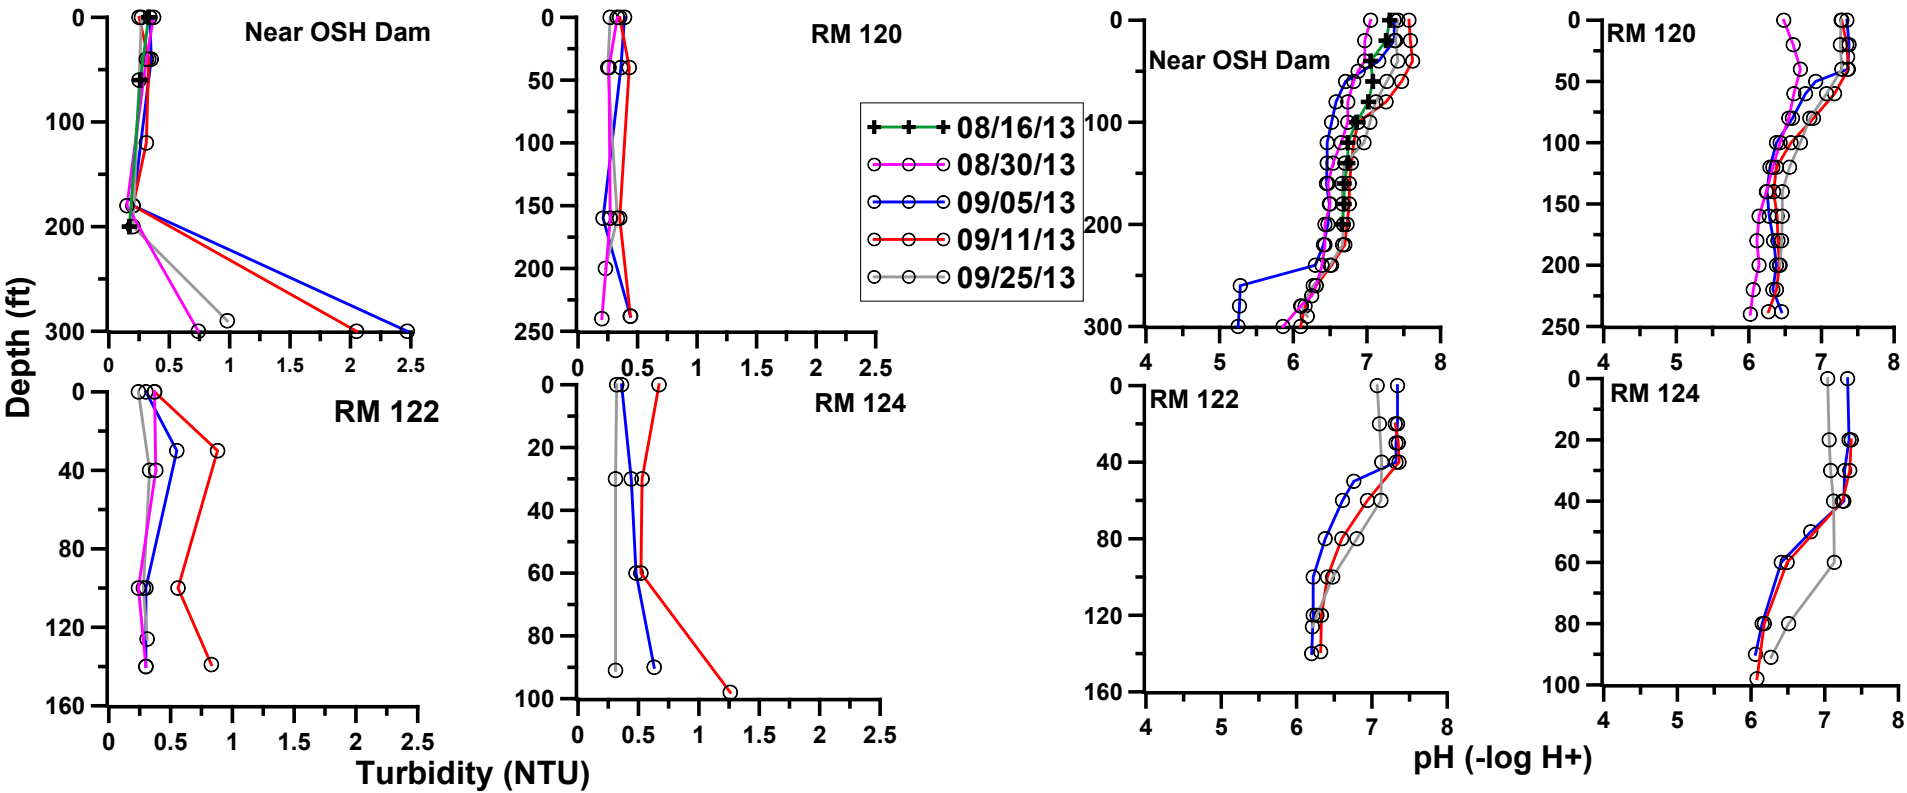 Near OSH Dam
0
100
200
300
0 0.5 1 1.5 2 2.5
RM 120
0
50
100
150
200
250
0 0.5 1 1.5 2 2.5
08/16/13
08/30/13
09/05/13
09/11/13
09/25/13
Near OSH Dam
0
100
200
300
4 5 6 7 8
RM 120
0
50
100
150
200
250
4 5 6 7 8
Depth (ft)
RM 122
0
40
80
120
160
0 0.5 1 1.5 2 2.5
RM 124
0
20
40
60
80
100
0 0.5 1 1.5 2 2.5
Turbidity (NTU)
RM 122
0
40
80
120
160
4 5 6 7 8
RM 124
0
20
40
60
80
100
4 5 6 7 8
pH (-log H+)